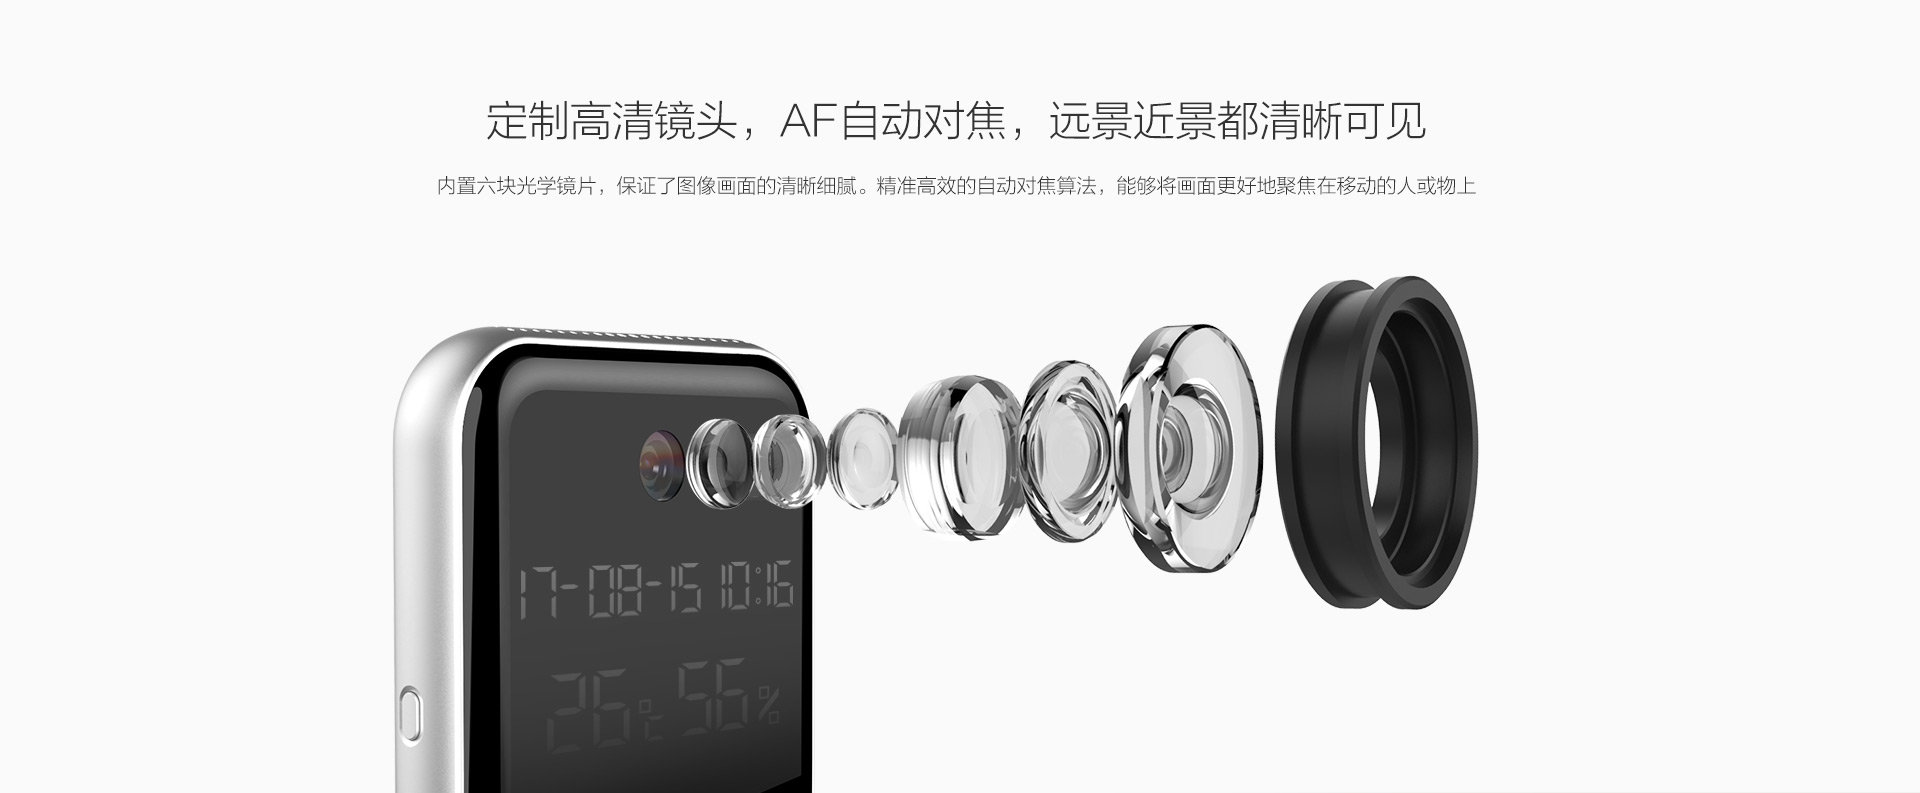 定制高清镜头，AF自动对焦，远景近景都清晰可见
内置六块光学镜片，保证了图像画面的清晰细腻。精准高效的自动对焦算法，能够将画面更好地聚焦在移动的人或物上
17-08-15 10:16
26℃ 56%